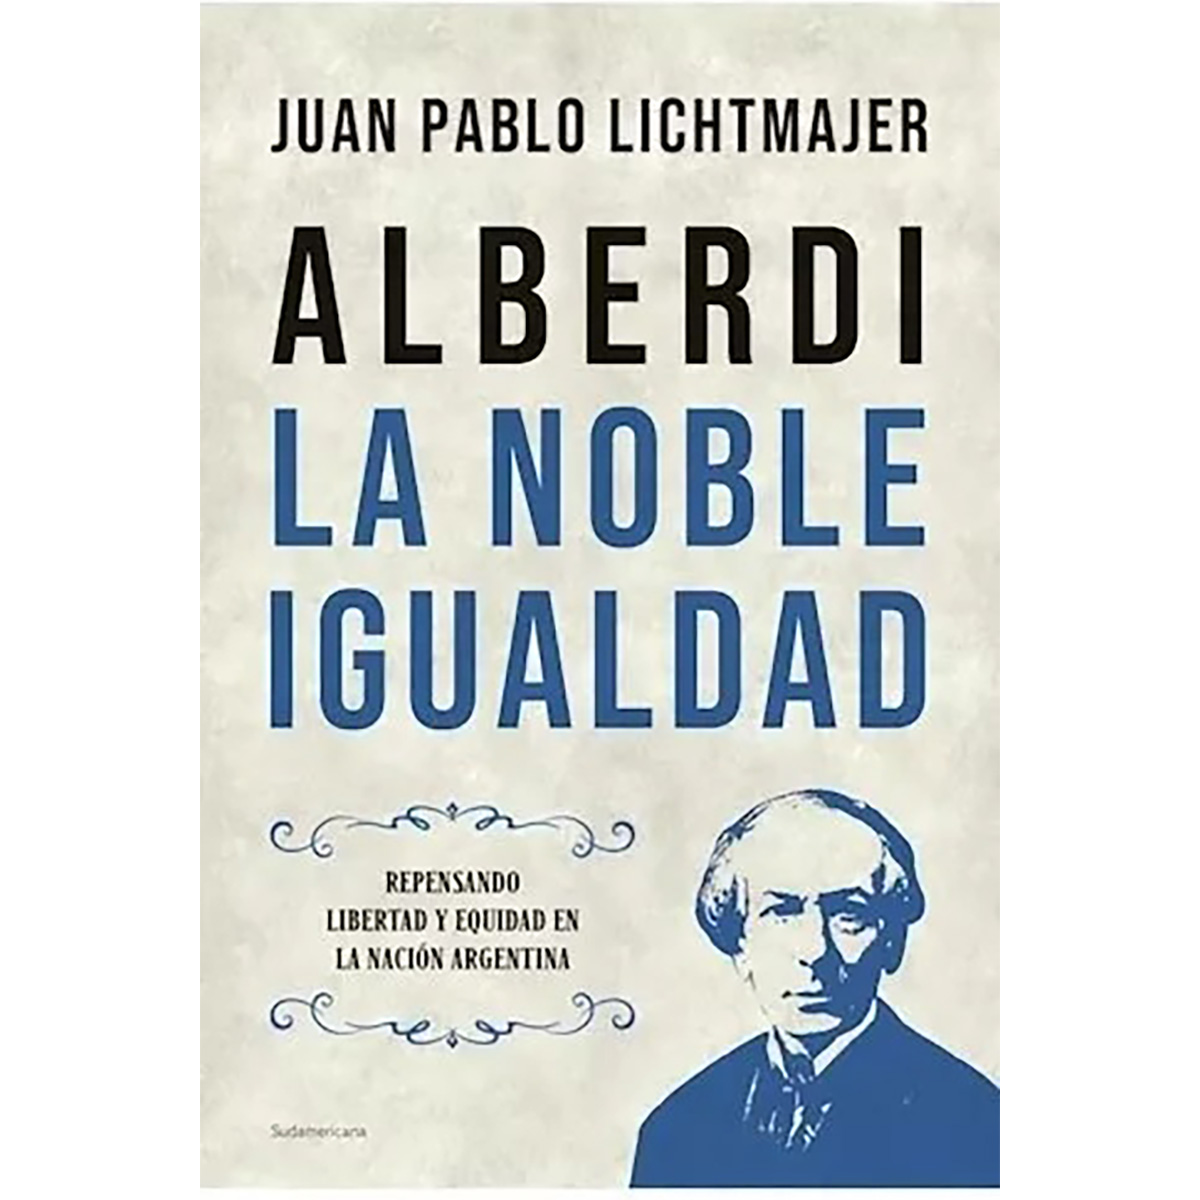 JUAN PABLO LICHTMAJER
ALBERDI
LA NOBLE
IGUALDAD
REPENSANDO
LIBERTAD Y EQUIDAD EN
LA NACIÓN ARGENTINA
Sudamericana